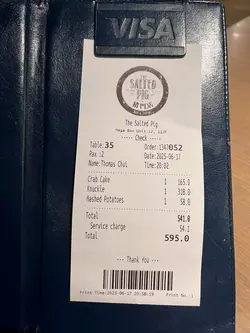 VISA
THE
SALTED
PIG
The Salted Pig
Check
Table:35
Order:1347052
Pax :2
Date:2025-06-17
Name:Thomas Chui
Time:20:02
Crab Cake 1 165.0
Knuckle 1 318.0
Mashed Potatoes 1 58.0
Total 541.0
Service charge 54.1
Total 595.0
--- Thank You ---
Print No.:1